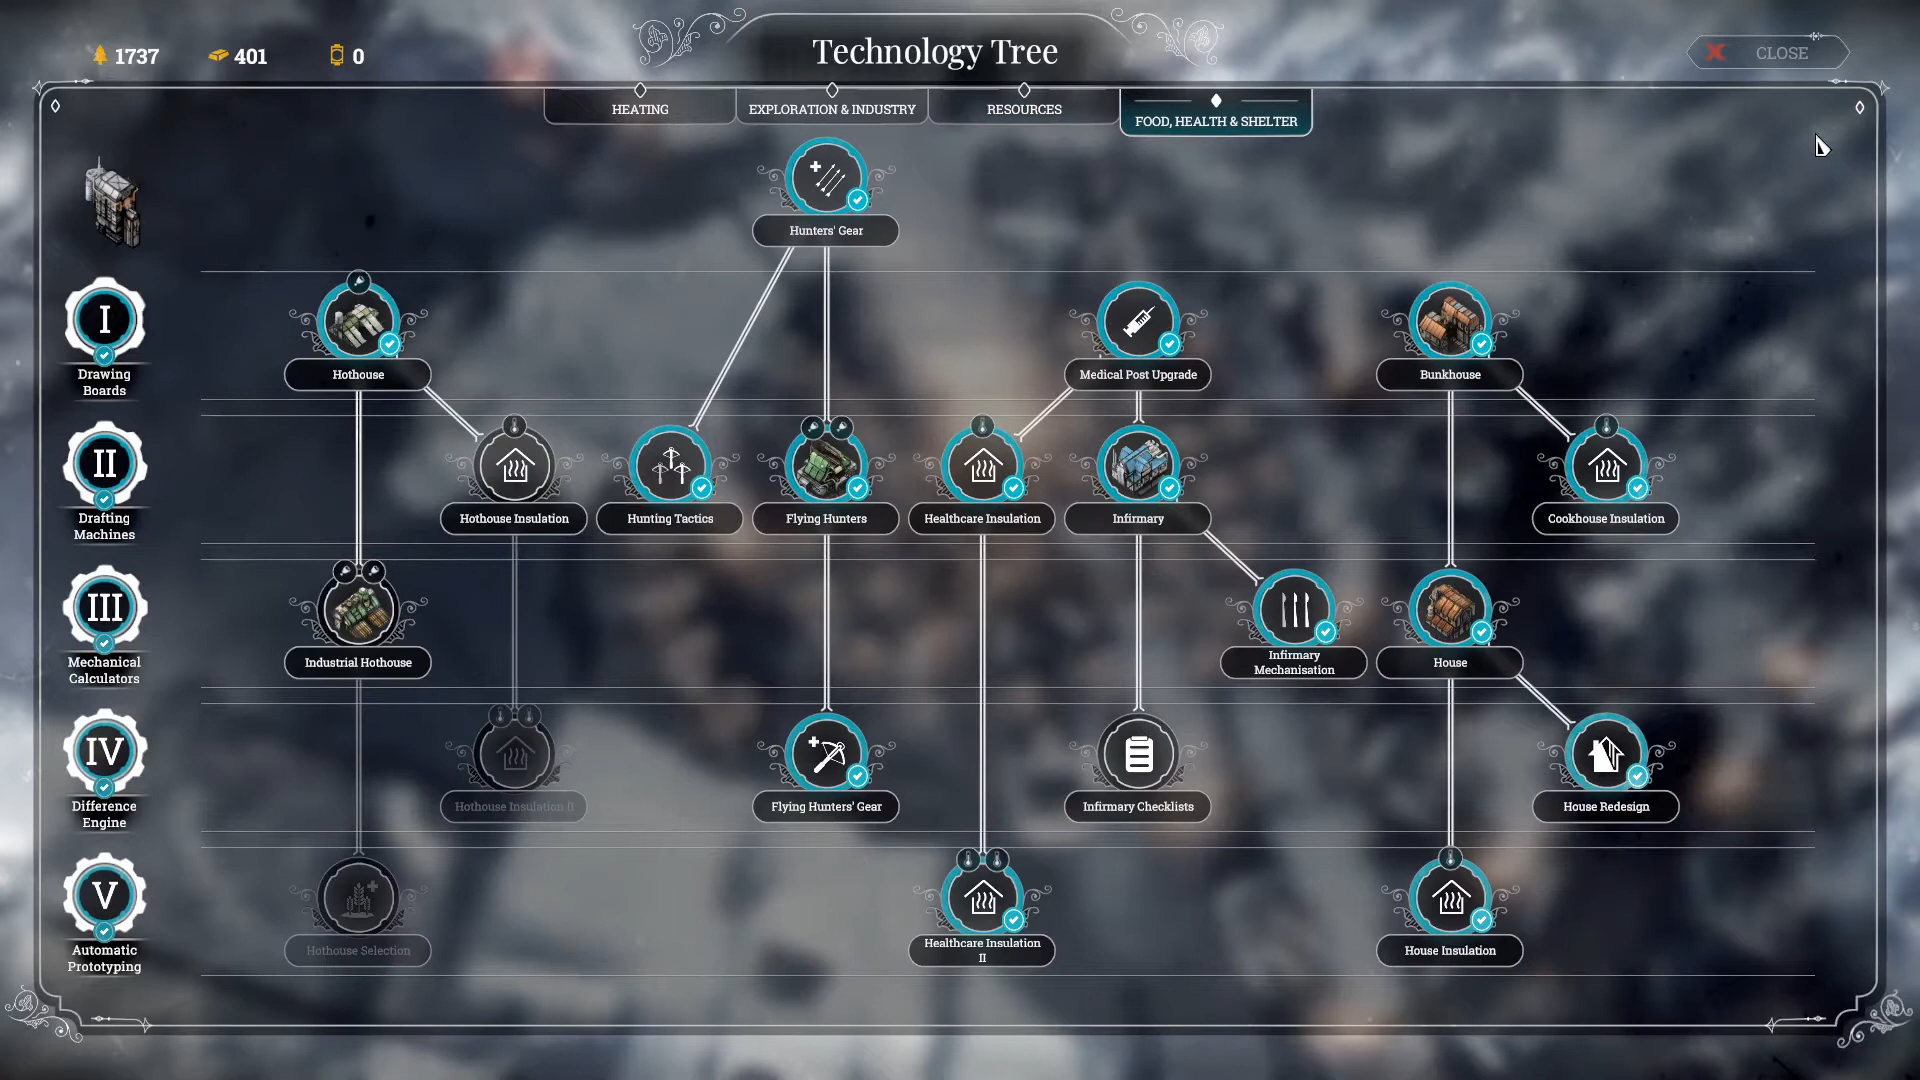 1737
401
0
Technology Tree
CLOSE
HEATING
EXPLORATION & INDUSTRY
RESOURCES
FOOD, HEALTH & SHELTER
Hunters' Gear
I
Drawing
Boards
Hothouse
Medical Post Upgrade
Bunkhouse
II
Drafting
Machines
Hothouse Insulation
Hunting Tactics
Flying Hunters
Healthcare Insulation
Infirmary
Cookhouse Insulation
III
Mechanical
Calculators
Industrial Hothouse
Infirmary
Mechanisation
House
IV
Difference
Engine
Hothouse Insulation II
Flying Hunters' Gear
Infirmary Checklists
House Redesign
V
Automatic
Prototyping
Hothouse Selection
Healthcare Insulation
II
House Insulation